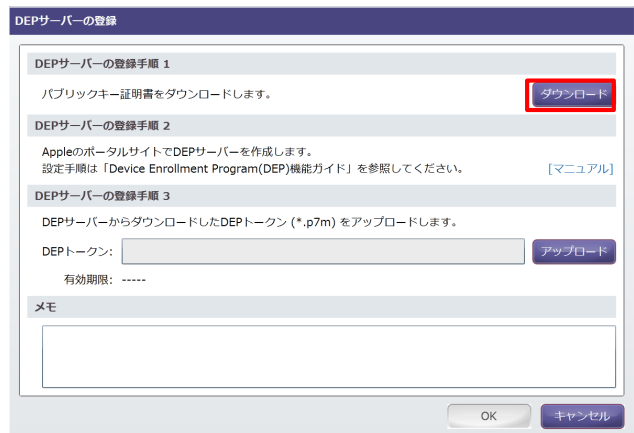 DEPサーバーの登録
DEPサーバーの登録手順 1
パブリックキー証明書をダウンロードします。
ダウンロード
DEPサーバーの登録手順 2
AppleのポータルサイトでDEPサーバーを作成します。
設定手順は「Device Enrollment Program(DEP)機能ガイド」を参照してください。 [マニュアル]
DEPサーバーの登録手順 3
DEPサーバーからダウンロードしたDEPトークン (*.p7m) をアップロードします。
DEPトークン: アップロード
有効期限: -----
メモ
OK キャンセル